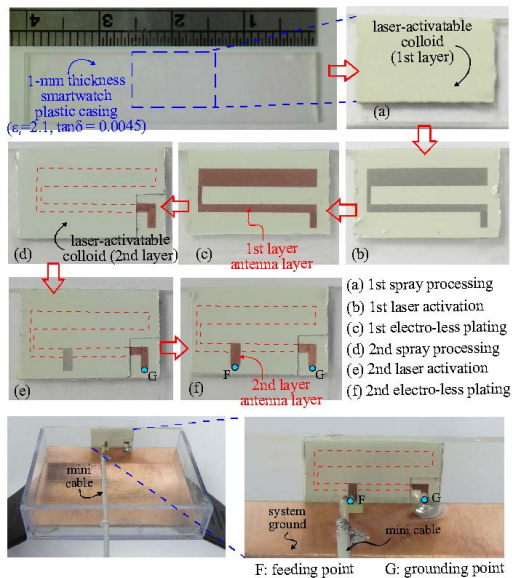 4 3 2 1
1-mm thickness
smartwatch
plastic casing
(εr=2.1, tanδ = 0.0045)
laser-activatable
colloid
(1st layer)
(a)
(d)
laser-activatable
colloid (2nd layer)
(c)
1st layer
antenna layer
(b)
(e)
G
(f)
F
G
2nd layer
antenna layer
(a) 1st spray processing
(b) 1st laser activation
(c) 1st electro-less plating
(d) 2nd spray processing
(e) 2nd laser activation
(f) 2nd electro-less plating
mini
cable
F
G
system
ground
mini cable
F: feeding point
G: grounding point